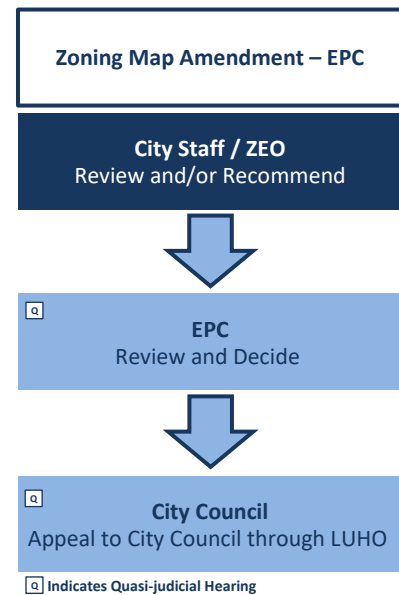 Zoning Map Amendment – EPC
City Staff / ZEO
Review and/or Recommend
Q
EPC
Review and Decide
Q
City Council
Appeal to City Council through LUHO
Q Indicates Quasi-judicial Hearing